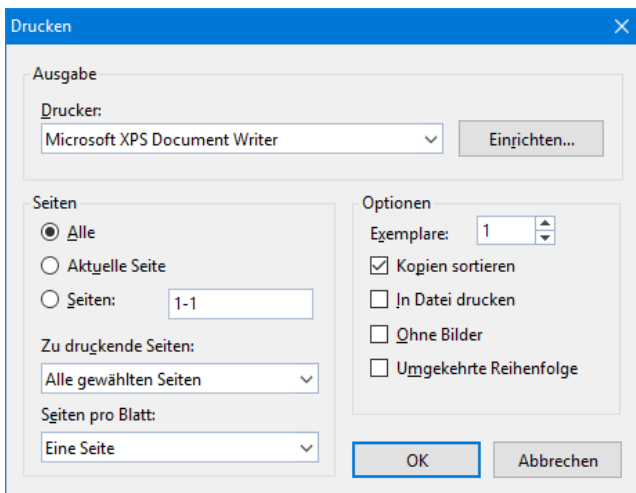 Drucken
Ausgabe
Drucker:
Microsoft XPS Document Writer
Einrichten...
Seiten
Alle
Aktuelle Seite
Seiten:
1-1
Zu druckende Seiten:
Alle gewählten Seiten
Seiten pro Blatt:
Eine Seite
Optionen
Exemplare:
1
Kopien sortieren
In Datei drucken
Ohne Bilder
Umgekehrte Reihenfolge
OK
Abbrechen